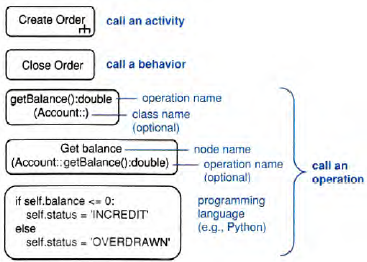 Create Order
call an activity
Close Order
call a behavior
getBalance():double
operation name
(Account::)
class name
(optional)
Get balance
node name
(Account::getBalance():double)
operation name
(optional)
call an
operation
if self.balance <= 0:
self.status = 'INCREDIT'
else
self.status = 'OVERDRAWN'
programming
language
(e.g., Python)